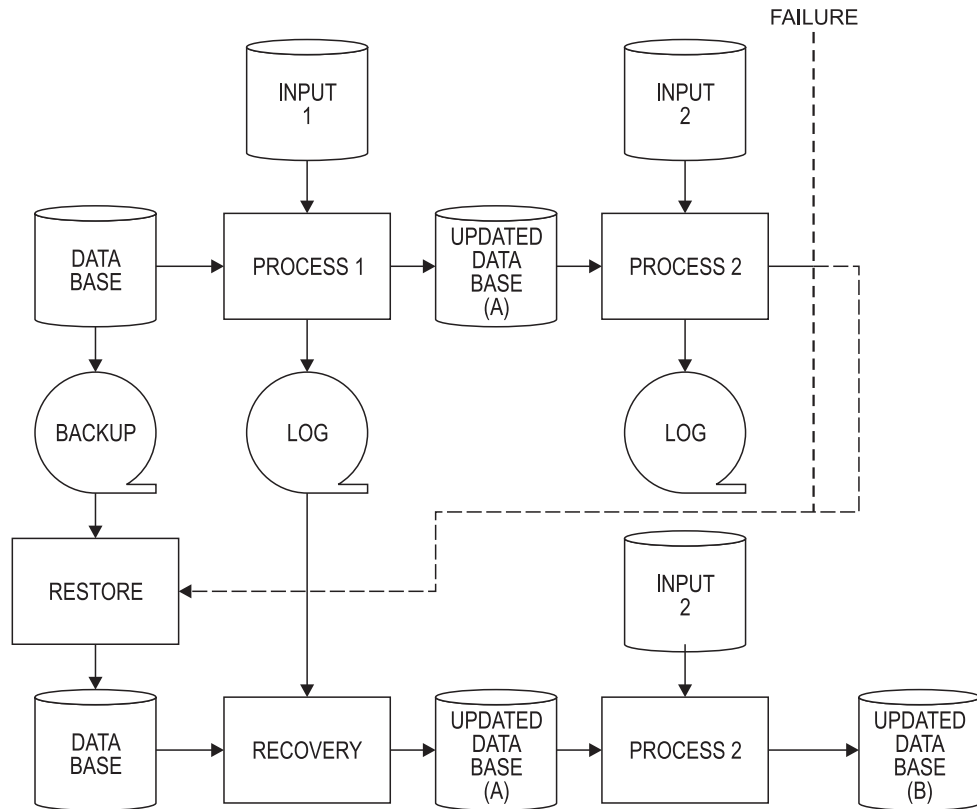 FAILURE
INPUT
1
INPUT
2
DATA
BASE
PROCESS 1
UPDATED
DATA
BASE
(A)
PROCESS 2
BACKUP
LOG
LOG
RESTORE
INPUT
2
DATA
BASE
RECOVERY
UPDATED
DATA
BASE
(A)
PROCESS 2
UPDATED
DATA
BASE
(B)